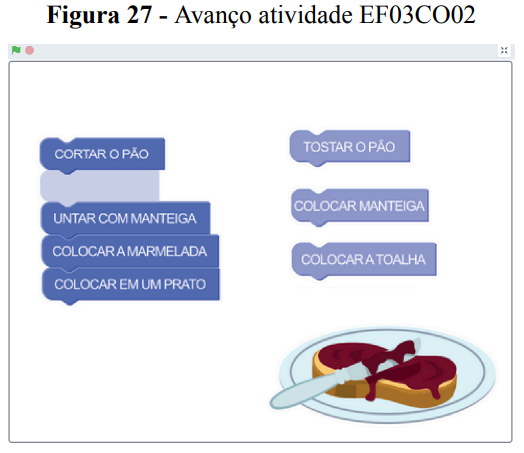 Figura 27 - Avanço atividade EF03CO02
CORTAR O PÃO
UNTAR COM MANTEIGA
COLOCAR A MARMELADA
COLOCAR EM UM PRATO
TOSTAR O PÃO
COLOCAR MANTEIGA
COLOCAR A TOALHA